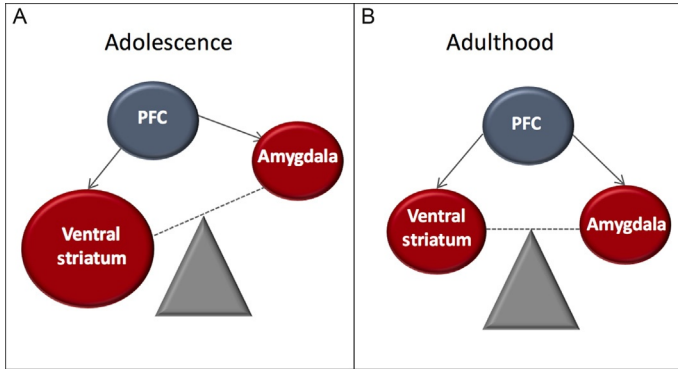 A
Adolescence
PFC
Amygdala
Ventral
striatum
B
Adulthood
PFC
Ventral
striatum
Amygdala